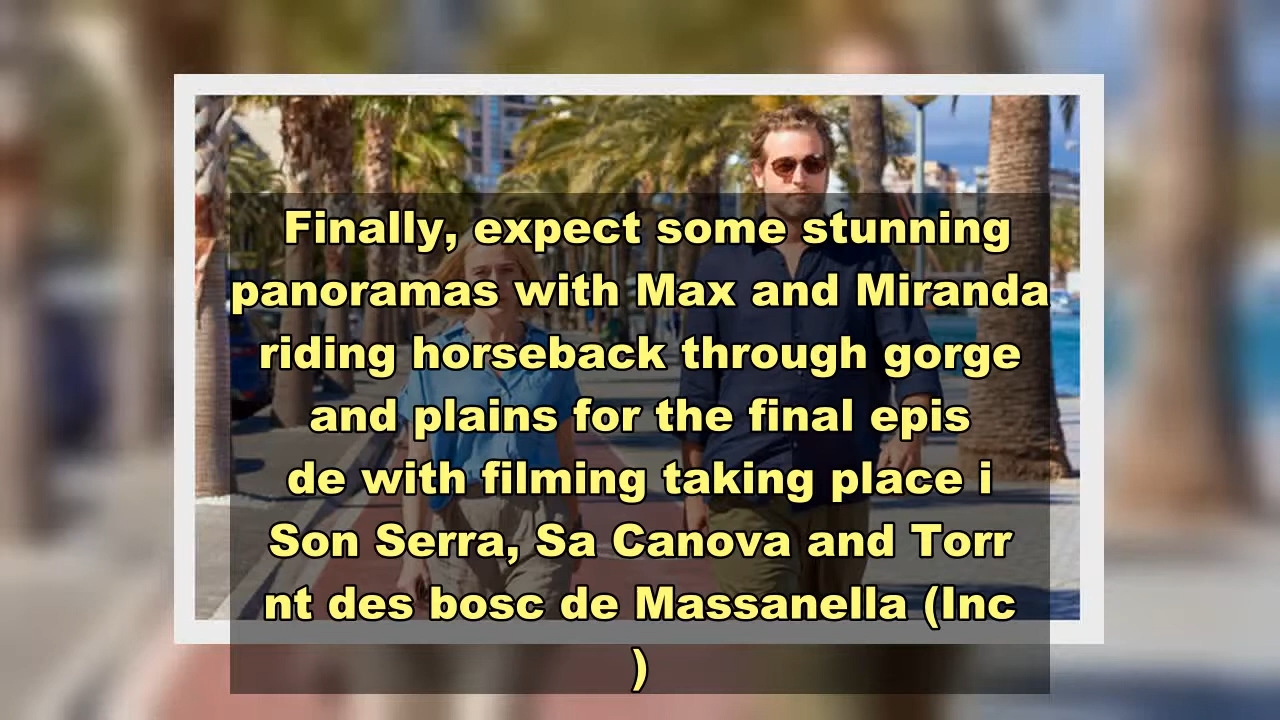 Finally, expect some stunning
panoramas with Max and Miranda
riding horseback through gorge
and plains for the final epis
de with filming taking place i
Son Serra, Sa Canova and Torr
nt des bosc de Massanella (Inc
)